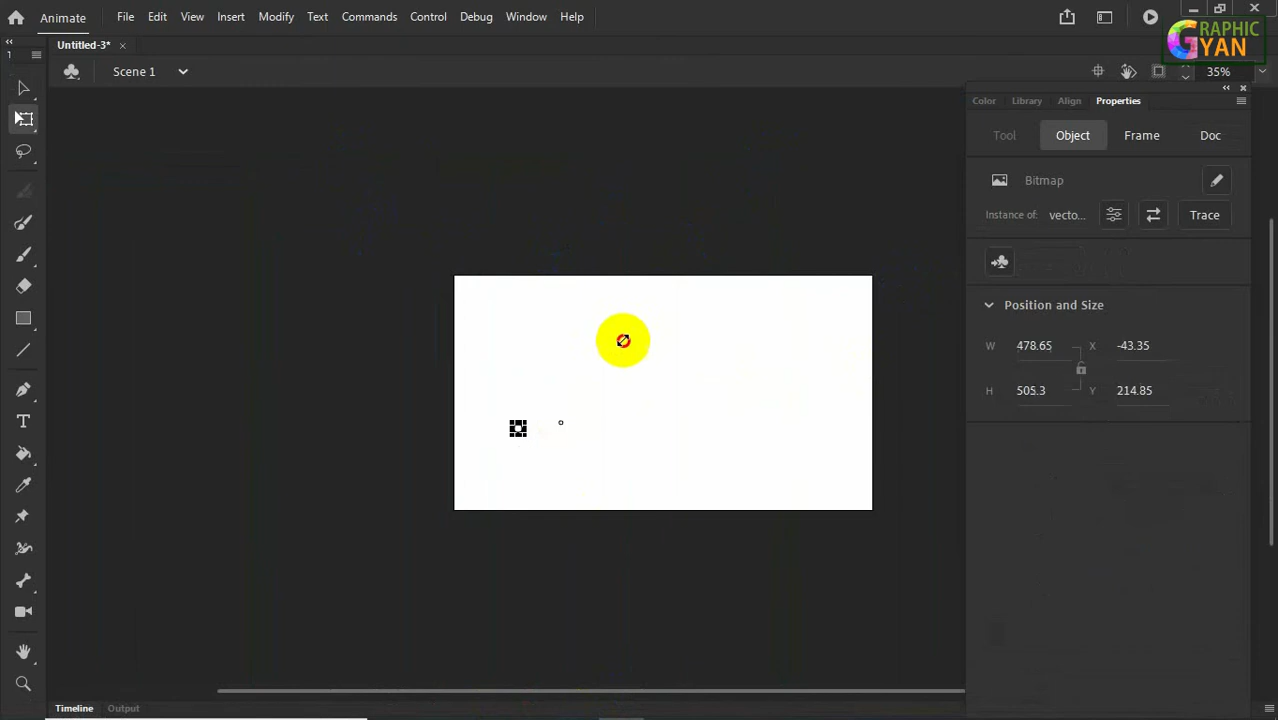 Animate
File Edit View Insert Modify Text Commands Control Debug Window Help
GRAPHIC
GYAN
Untitled-3*
Scene 1
35%
Color Library Align Properties
Tool Object Frame Doc
Bitmap
Instance of: vecto... Trace
Position and Size
W 478.65 X -43.35
H 505.3 Y 214.85
Timeline Output